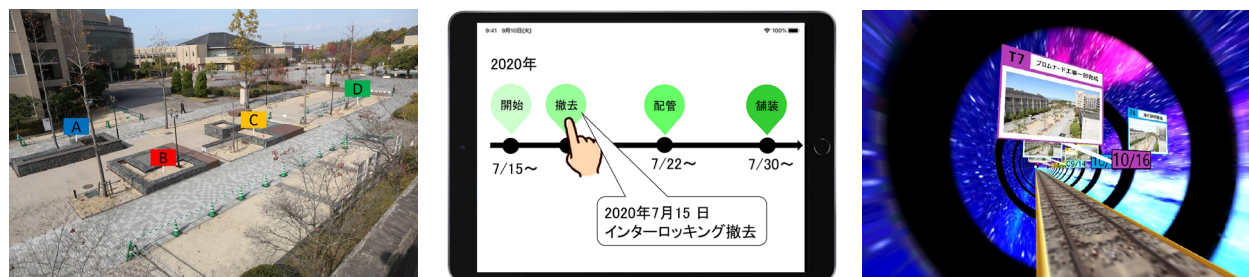 A
B
C
D
9:41 9月10日(火)
100%
2020年
開始
撤去
配管
舗装
7/15～
7/22～
7/30～
2020年7月15 日
インターロッキング撤去
T7
プロムナード工事一部完成
10/16